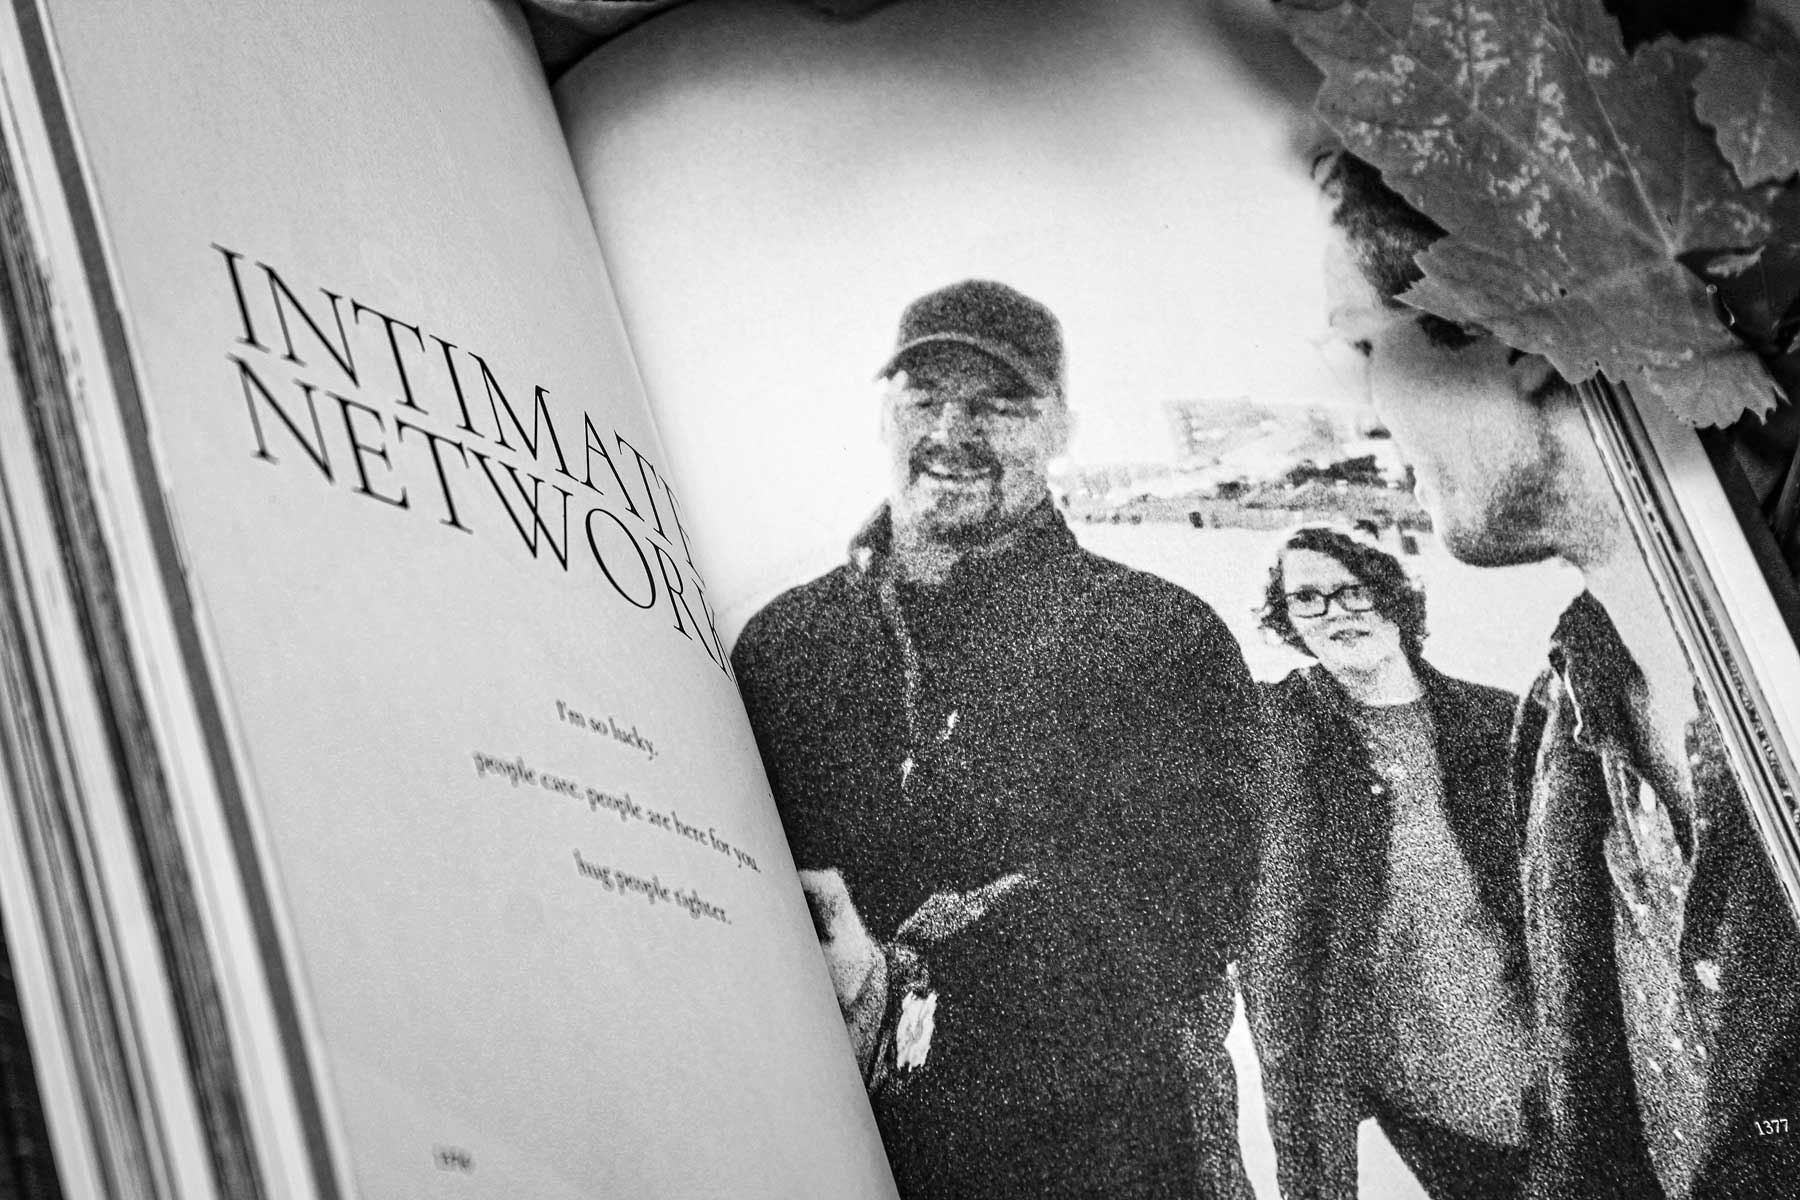 INTIMATE
NETWORK
I'm so lucky.
people care. people are here for you.
hug people tighter.
1377